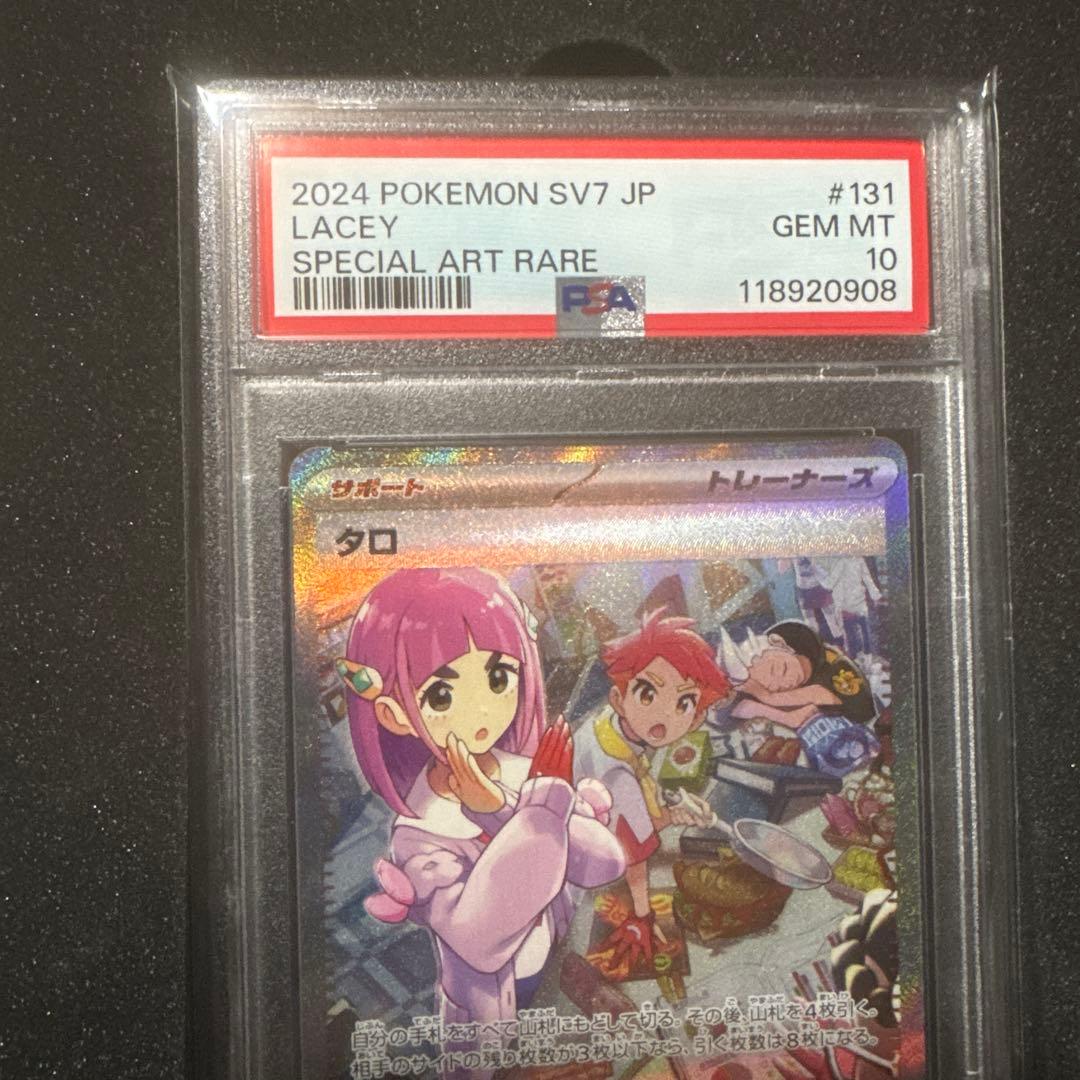 2024 POKEMON SV7 JP #131
LACEY GEM MT
SPECIAL ART RARE 10
PSA 118920908
サポート トレーナーズ
タロ
自分の手札をすべて山札にもどして切る。その後、山札を4枚引く。
相手のサイドの残り枚数が3枚以下なら、引く枚数は8枚になる。